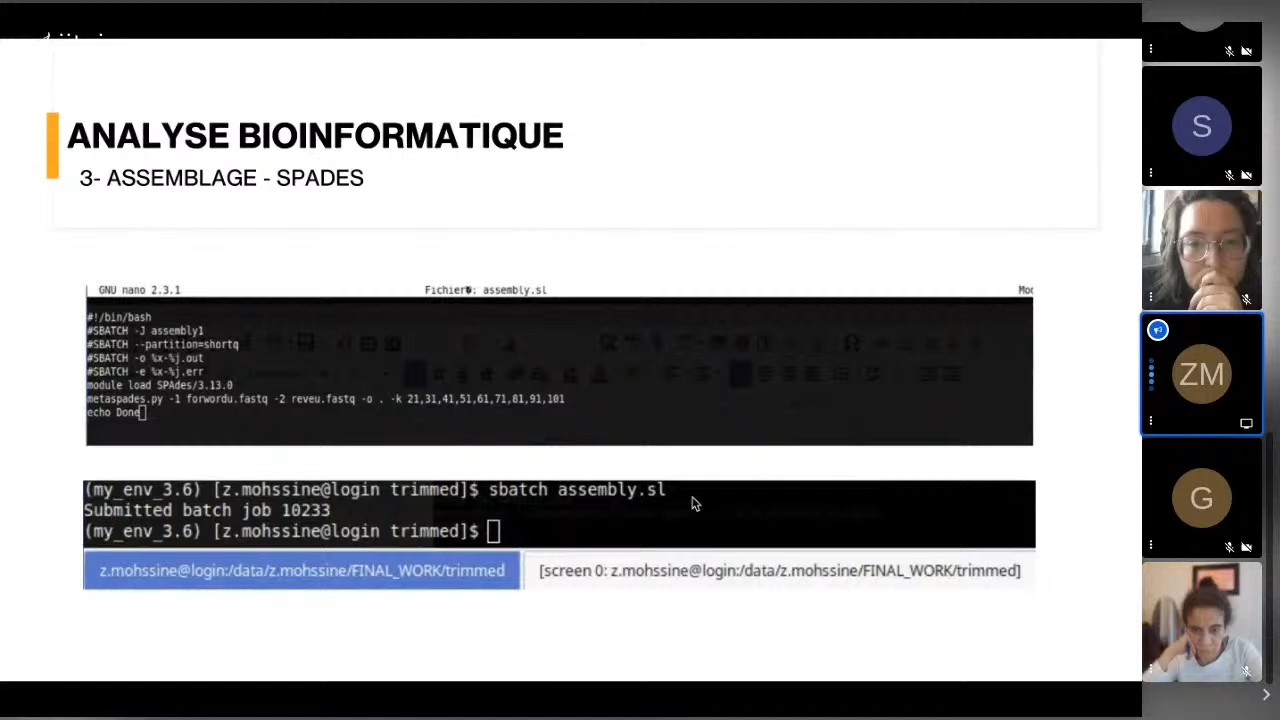 ANALYSE BIOINFORMATIQUE
3- ASSEMBLAGE - SPADES
GNU nano 2.3.1 Fichier�: assembly.sl Mo
#!/bin/bash
#SBATCH -J assembly1
#SBATCH --partition=shortq
#SBATCH -o %x-%j.out
#SBATCH -e %x-%j.err
module load SPAdes/3.13.0
metaspades.py -1 forwordu.fastq -2 reveu.fastq -o . -k 21,31,41,51,61,71,81,91,101
echo Done
(my_env_3.6) [z.mohssine@login trimmed]$ sbatch assembly.sl
Submitted batch job 10233
(my_env_3.6) [z.mohssine@login trimmed]$
z.mohssine@login:/data/z.mohssine/FINAL_WORK/trimmed
[screen 0: z.mohssine@login:/data/z.mohssine/FINAL_WORK/trimmed]
S
ZM
G